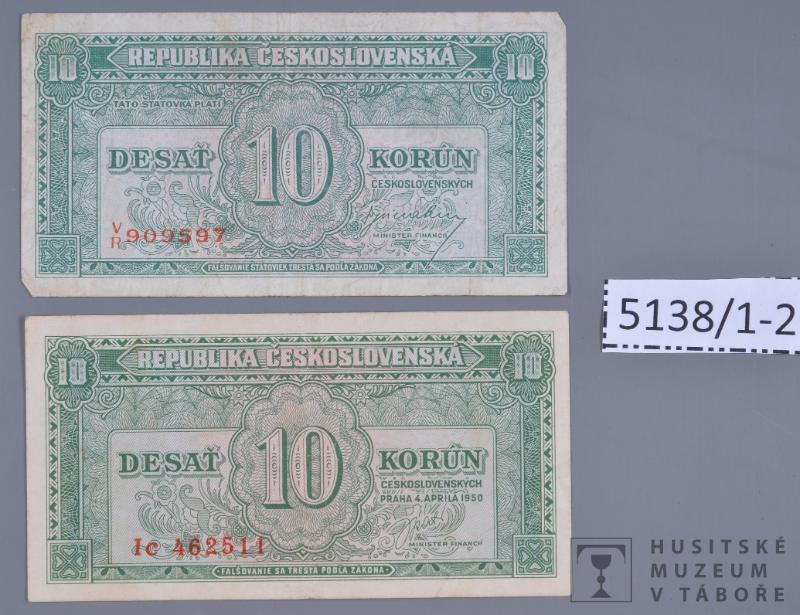 REPUBLIKA ČESKOSLOVENSKÁ
10 10
TÁTO ŠTÁTOVKA PLATÍ
DESAŤ 10 KORÚN
ČESKOSLOVENSKÝCH
V/R 909597
MINISTER FINANCIÍ
FALŠOVANIE ŠTÁTOVIEK TRESTÁ SA PODĽA ZÁKONA
5138/1-2
REPUBLIKA ČESKOSLOVENSKÁ
10 10
DESAŤ 10 KORÚN
ČESKOSLOVENSKÝCH
PRAHA 4. APRÍLA 1950
Ic 462511
MINISTER FINANCIÍ
FALŠOVANIE SA TRESTÁ PODĽA ZÁKONA
HUSITSKÉ
MUZEUM
V TÁBOŘE